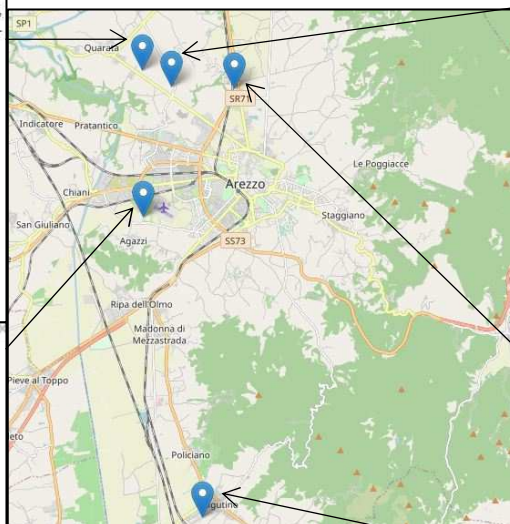 SP1
Quarata
SR71
Indicatore
Pratantico
Le Poggiacce
Arezzo
Chiani
Staggiano
San Giuliano
Agazzi
SS73
Ripa dell'Olmo
Madonna di
Mezzastrada
Pieve al Toppo
Policiano